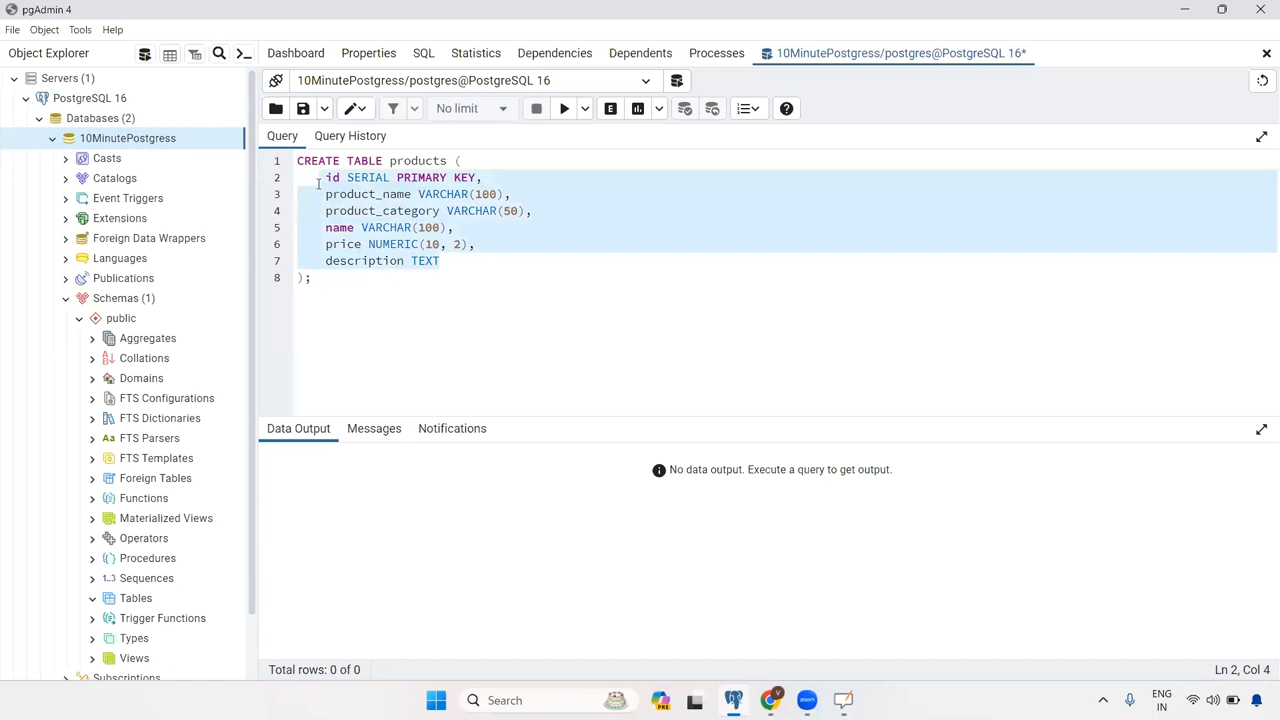 pgAdmin 4
File Object Tools Help
Object Explorer
Dashboard Properties SQL Statistics Dependencies Dependents Processes 10MinutePostgress/postgres@PostgreSQL 16*
Servers (1)
PostgreSQL 16
Databases (2)
10MinutePostgress
Casts
Catalogs
Event Triggers
Extensions
Foreign Data Wrappers
Languages
Publications
Schemas (1)
public
Aggregates
Collations
Domains
FTS Configurations
FTS Dictionaries
Aa FTS Parsers
FTS Templates
Foreign Tables
Functions
Materialized Views
Operators
Procedures
1..3 Sequences
Tables
Trigger Functions
Types
Views
Subscriptions
10MinutePostgress/postgres@PostgreSQL 16
No limit
E
Query Query History
1 CREATE TABLE products (
2 id SERIAL PRIMARY KEY,
3 product_name VARCHAR(100),
4 product_category VARCHAR(50),
5 name VARCHAR(100),
6 price NUMERIC(10, 2),
7 description TEXT
8 );
Data Output Messages Notifications
No data output. Execute a query to get output.
Total rows: 0 of 0
Ln 2, Col 4
Search
PRE
V
zoom
ENG
IN